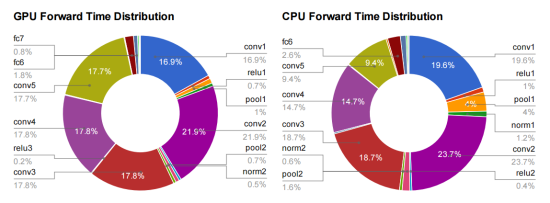 GPU Forward Time Distribution
fc7
0.8%
fc6
1.8%
conv5
17.7%
conv4
17.8%
relu3
0.2%
conv3
17.8%
16.9%
21.9%
17.8%
17.8%
17.7%
conv1
16.9%
relu1
0.7%
pool1
1%
conv2
21.9%
pool2
0.7%
norm2
0.5%
CPU Forward Time Distribution
fc6
2.6%
conv5
9.4%
conv4
14.7%
conv3
18.7%
norm2
0.6%
pool2
1.6%
19.6%
4%
23.7%
18.7%
14.7%
9.4%
conv1
19.6%
relu1
1%
pool1
4%
norm1
1.2%
conv2
23.7%
relu2
0.4%